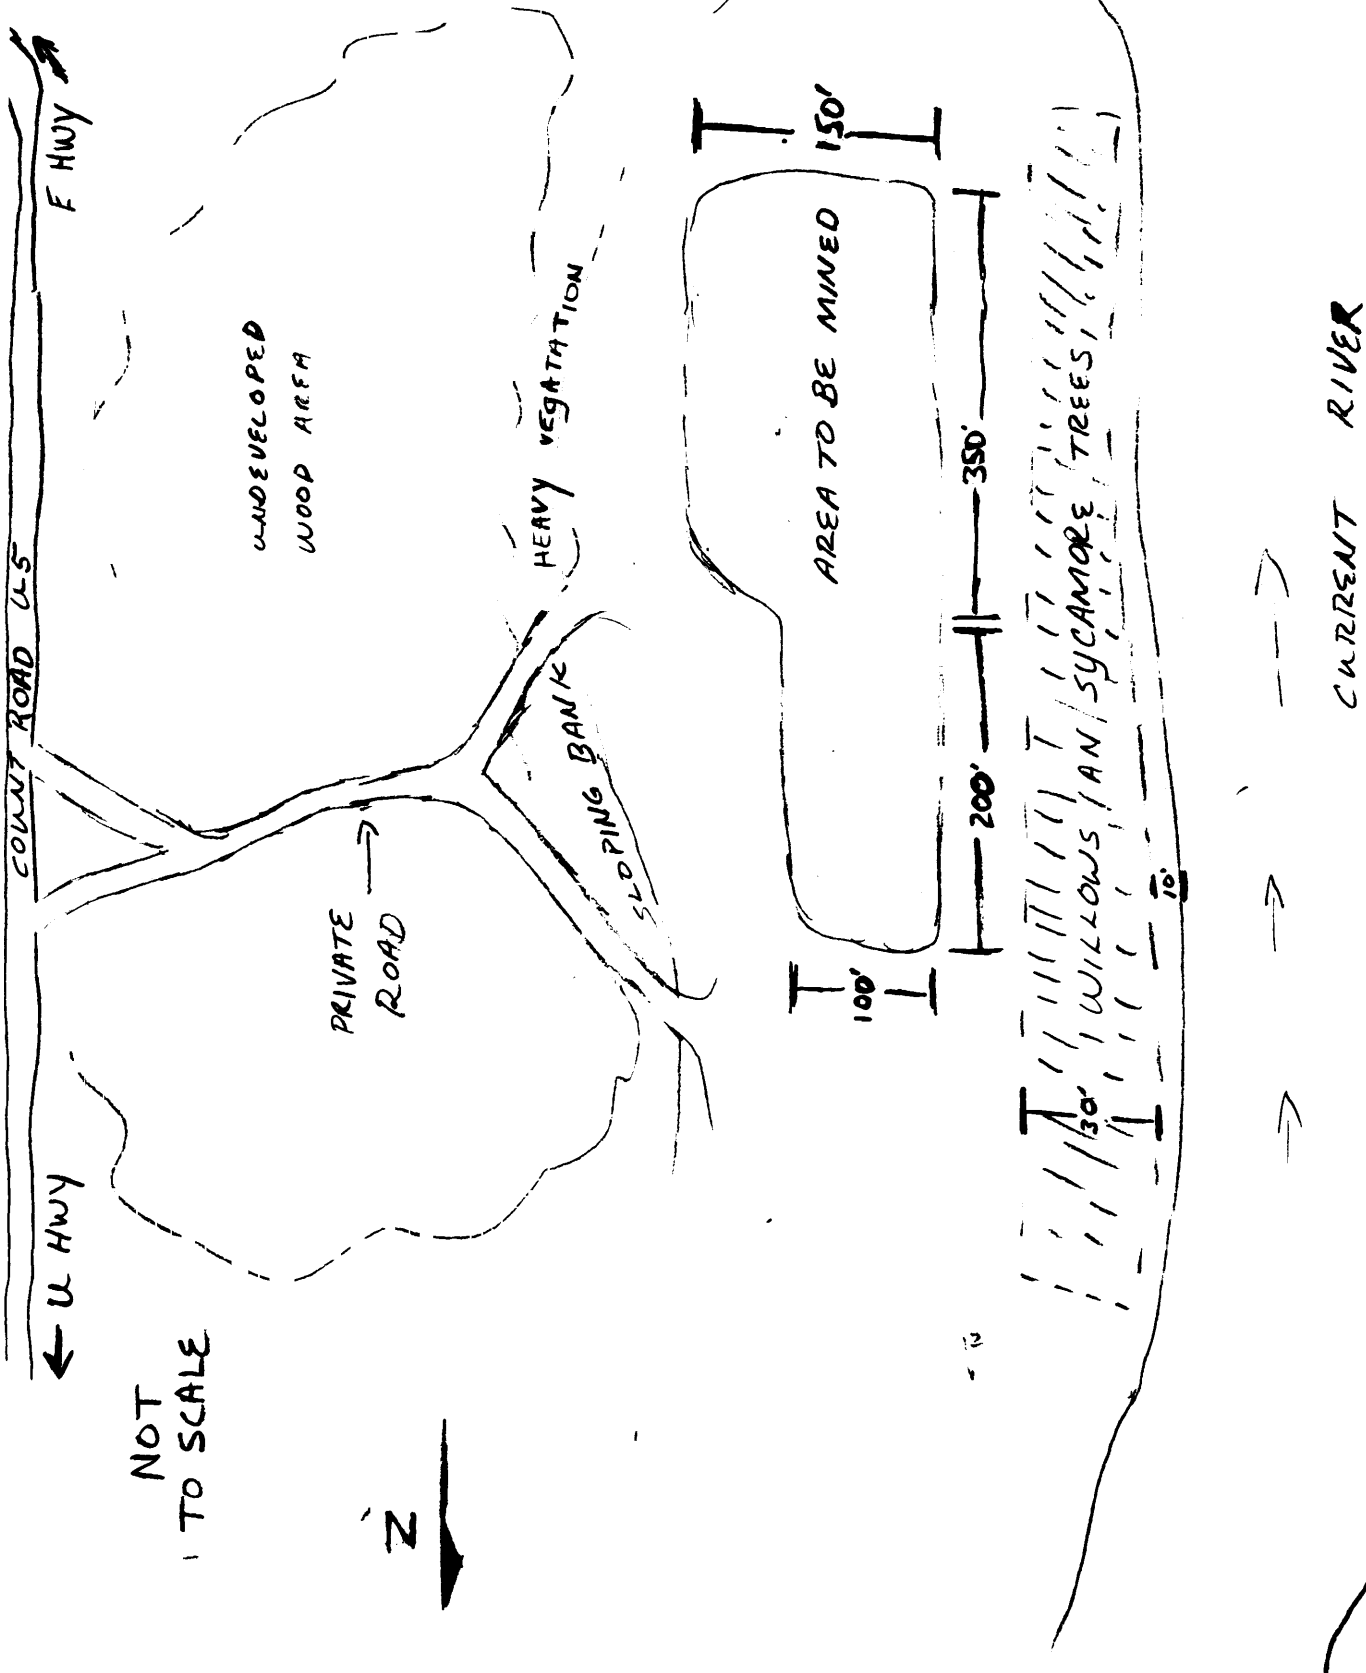 COUNT ROAD U5
← U HWY
F HWY
NOT
TO SCALE
N
UNDEVELOPED
WOOD AREA
PRIVATE
ROAD
HEAVY VEGATATION
SLOPING BANK
AREA TO BE MINED
150'
100'
200'
350'
30'
WILLOWS AN SYCAMORE TREES
10'
CURRENT RIVER